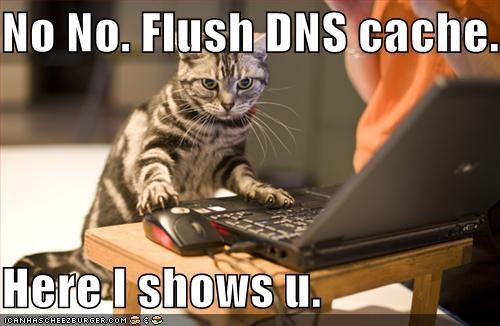 No No. Flush DNS cache.
Here I shows u.
ICANHASCHEEZBURGER.COM